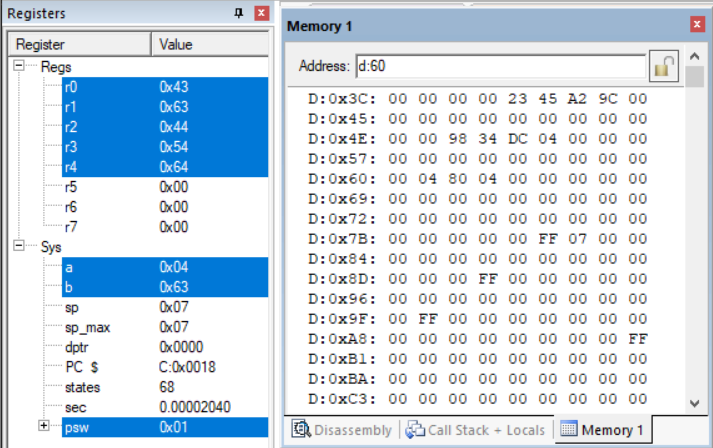 Registers
Register Value
Regs
r0 0x43
r1 0x63
r2 0x44
r3 0x54
r4 0x64
r5 0x00
r6 0x00
r7 0x00
Sys
a 0x04
b 0x63
sp 0x07
sp_max 0x07
dptr 0x0000
PC $ C:0x0018
states 68
sec 0.00002040
psw 0x01
Memory 1
Address: d:60
D:0x3C: 00 00 00 00 23 45 A2 9C 00
D:0x45: 00 00 00 00 00 00 00 00 00
D:0x4E: 00 00 98 34 DC 04 00 00 00
D:0x57: 00 00 00 00 00 00 00 00 00
D:0x60: 00 04 80 04 00 00 00 00 00
D:0x69: 00 00 00 00 00 00 00 00 00
D:0x72: 00 00 00 00 00 00 00 00 00
D:0x7B: 00 00 00 00 00 FF 07 00 00
D:0x84: 00 00 00 00 00 00 00 00 00
D:0x8D: 00 00 00 FF 00 00 00 00 00
D:0x96: 00 00 00 00 00 00 00 00 00
D:0x9F: 00 FF 00 00 00 00 00 00 00
D:0xA8: 00 00 00 00 00 00 00 00 FF
D:0xB1: 00 00 00 00 00 00 00 00 00
D:0xBA: 00 00 00 00 00 00 00 00 00
D:0xC3: 00 00 00 00 00 00 00 00 00
Disassembly Call Stack + Locals Memory 1